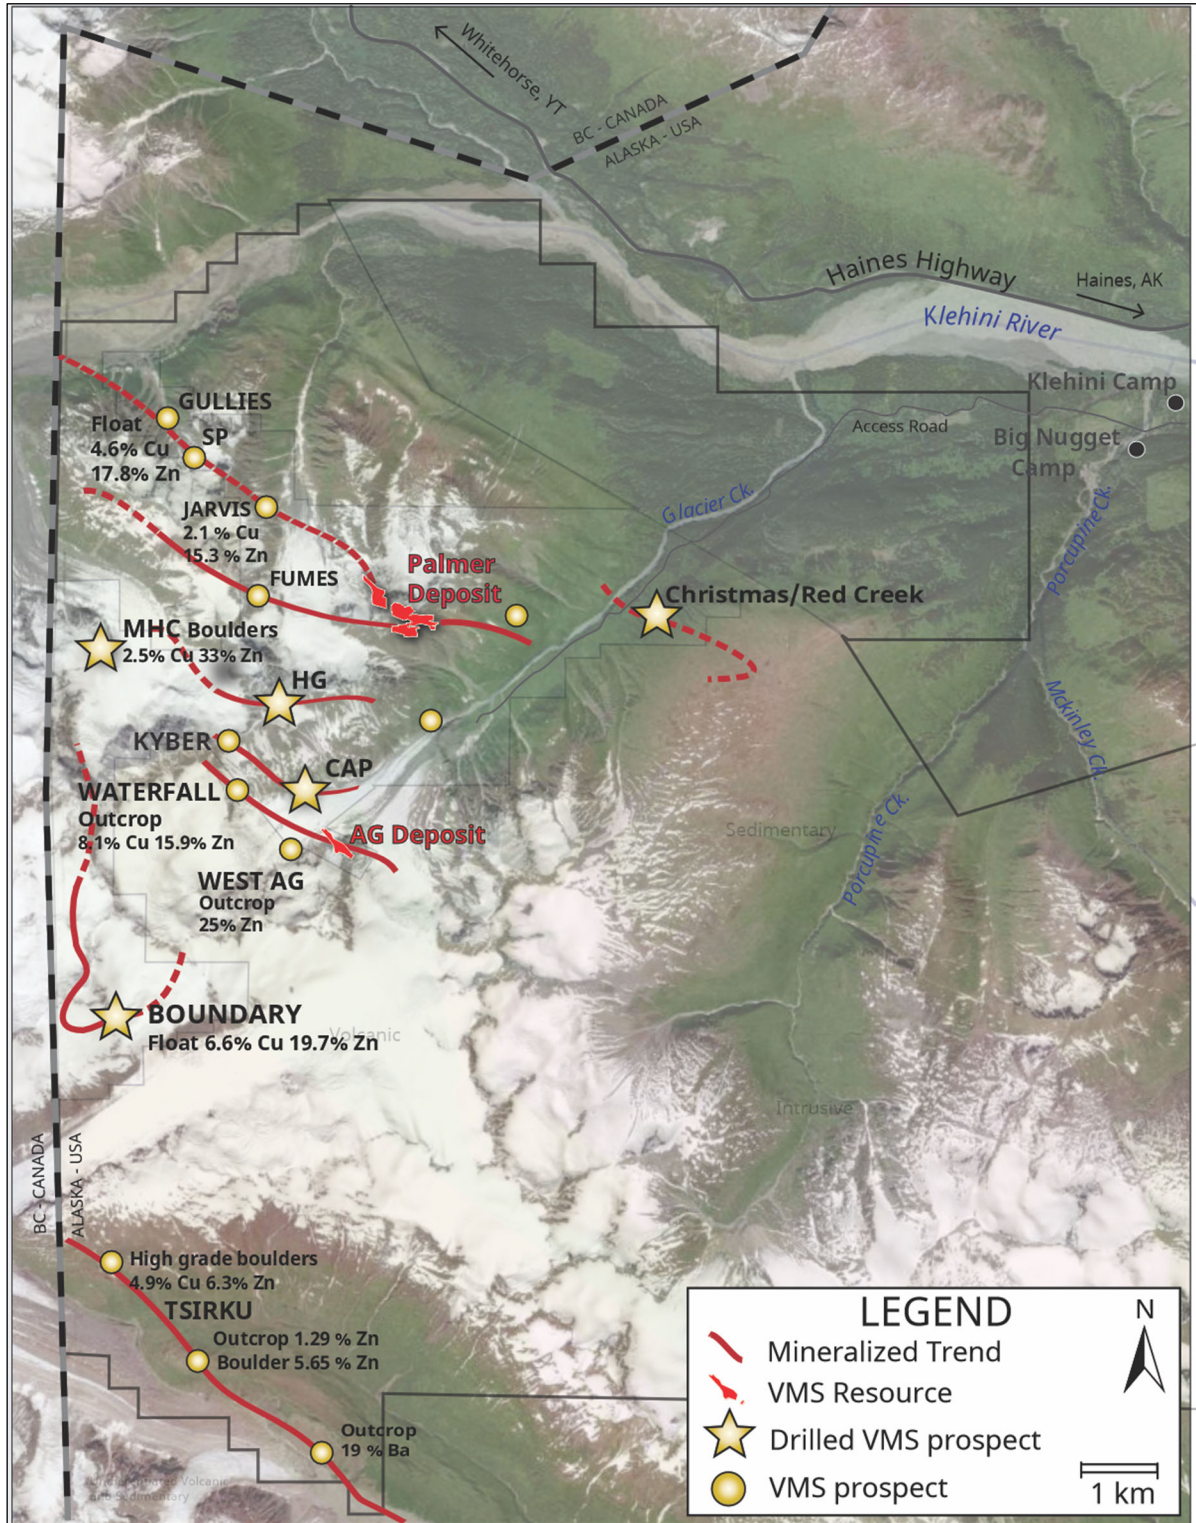 Whitehorse, YT
BC - CANADA
ALASKA - USA
Haines Highway
Haines, AK
Klehini River
Klehini Camp
Access Road
Big Nugget
Camp
GULLIES
Float
4.6% Cu
17.8% Zn
SP
JARVIS
2.1 % Cu
15.3 % Zn
Glacier Ck.
Porcupine Ck.
FUMES
Palmer
Deposit
Christmas/Red Creek
MHC Boulders
2.5% Cu 33% Zn
HG
Mckinley Ck.
KYBER
CAP
WATERFALL
Outcrop
8.1% Cu 15.9% Zn
AG Deposit
Sedimentary
Porcupine Ck.
WEST AG
Outcrop
25% Zn
BOUNDARY
Float 6.6% Cu 19.7% Zn
Volcanic
Intrusive
BC - CANADA
ALASKA - USA
High grade boulders
4.9% Cu 6.3% Zn
TSIRKU
Outcrop 1.29 % Zn
Boulder 5.65 % Zn
Outcrop
19 % Ba
Volcanic
and Sedimentary
LEGEND
Mineralized Trend
VMS Resource
Drilled VMS prospect
VMS prospect
N
1 km